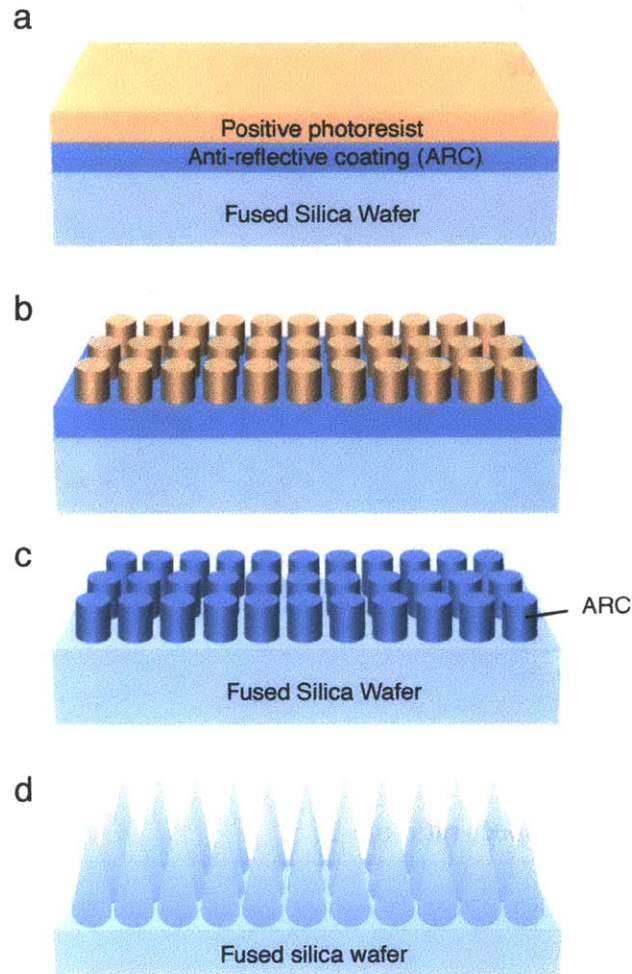 a
Positive photoresist
Anti-reflective coating (ARC)
Fused Silica Wafer
b
c
ARC
Fused Silica Wafer
d
Fused silica wafer